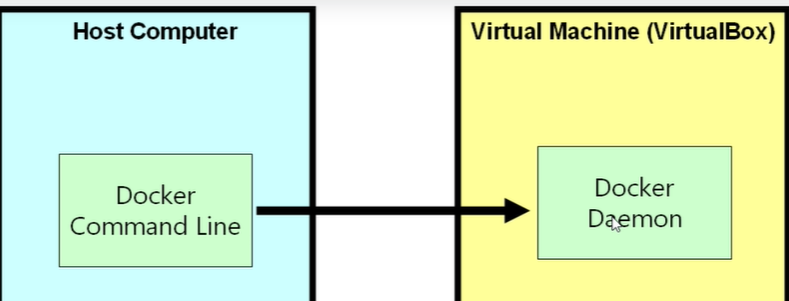 Host Computer
Virtual Machine (VirtualBox)
Docker
Command Line
Docker
Daemon